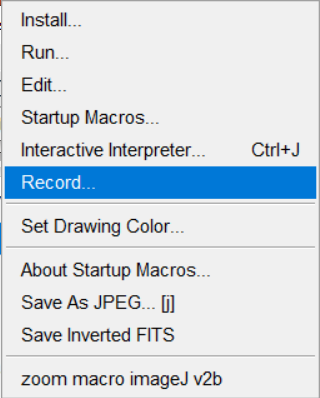 Install...
Run...
Edit...
Startup Macros...
Interactive Interpreter... Ctrl+J
Record...
Set Drawing Color...
About Startup Macros...
Save As JPEG... [j]
Save Inverted FITS
zoom macro imageJ v2b